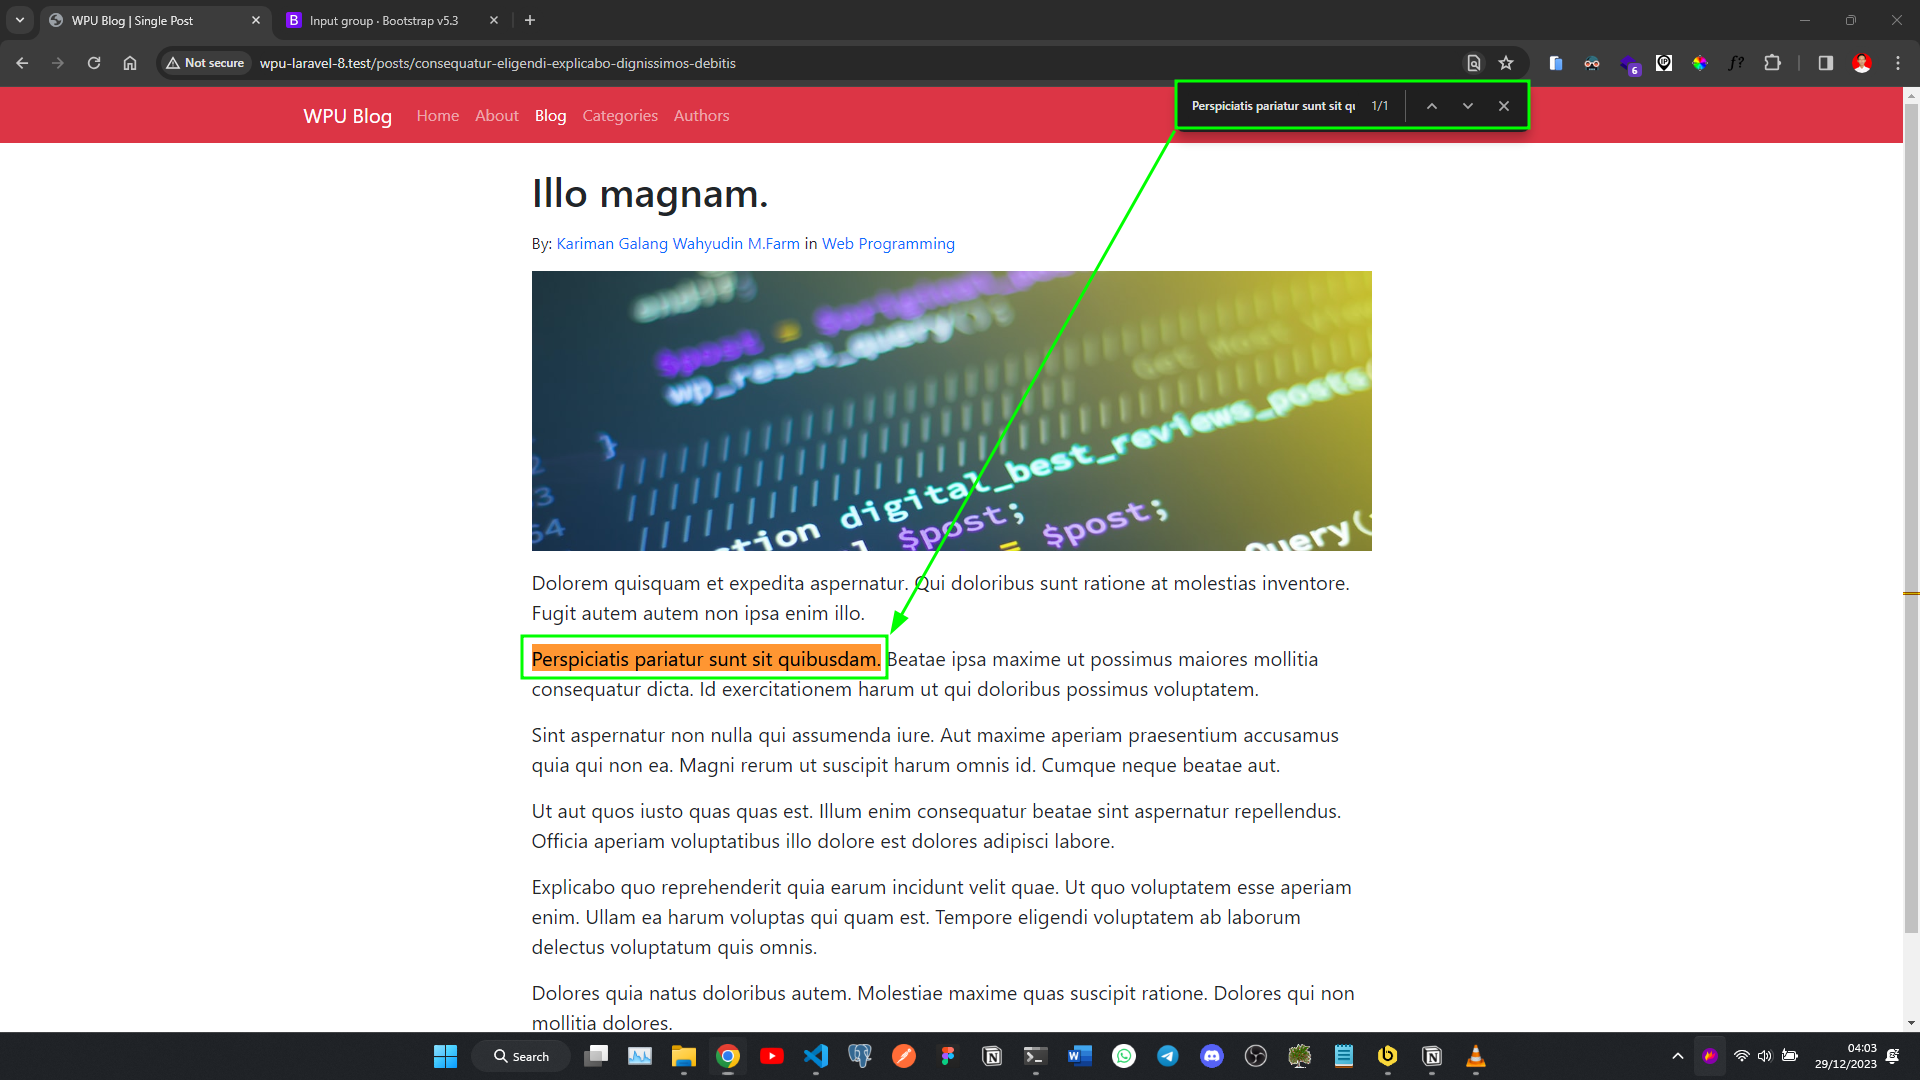 WPU Blog | Single Post
Input group · Bootstrap v5.3
Not secure
wpu-laravel-8.test/posts/consequatur-eligendi-explicabo-dignissimos-debitis
6
f?
WPU Blog
Home
About
Blog
Categories
Authors
Perspiciatis pariatur sunt sit qu
1/1
Illo magnam.
By: Kariman Galang Wahyudin M.Farm in Web Programming
endif;
$post =
wp_reset_query();
}
digital_best_reviews_posts(
$post;
= $post;
Query(
Dolorem quisquam et expedita aspernatur. Qui doloribus sunt ratione at molestias inventore.
Fugit autem autem non ipsa enim illo.
Perspiciatis pariatur sunt sit quibusdam. Beatae ipsa maxime ut possimus maiores mollitia
consequatur dicta. Id exercitationem harum ut qui doloribus possimus voluptatem.
Sint aspernatur non nulla qui assumenda iure. Aut maxime aperiam praesentium accusamus
quia qui non ea. Magni rerum ut suscipit harum omnis id. Cumque neque beatae aut.
Ut aut quos iusto quas quas est. Illum enim consequatur beatae sint aspernatur repellendus.
Officia aperiam voluptatibus illo dolore est dolores adipisci labore.
Explicabo quo reprehenderit quia earum incidunt velit quae. Ut quo voluptatem esse aperiam
enim. Ullam ea harum voluptas qui quam est. Tempore eligendi voluptatem ab laborum
delectus voluptatum quis omnis.
Dolores quia natus doloribus autem. Molestiae maxime quas suscipit ratione. Dolores qui non
mollitia dolores.
Search
04:03
29/12/2023